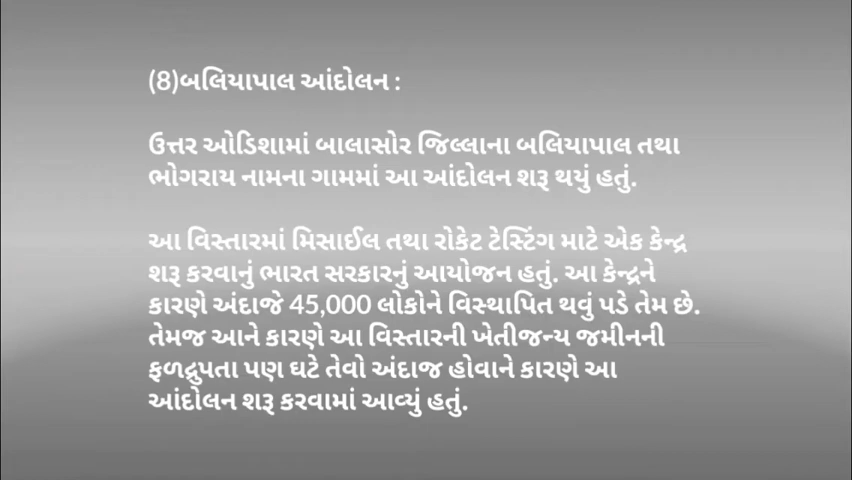 (8)બલિયાપાલ આંદોલન :
ઉત્તર ઓડિશામાં બાલાસોર જિલ્લાના બલિયાપાલ તથા
ભોગરાય નામના ગામમાં આ આંદોલન શરૂ થયું હતું.
આ વિસ્તારમાં મિસાઈલ તથા રોકેટ ટેસ્ટિંગ માટે એક કેન્દ્ર
શરૂ કરવાનું ભારત સરકારનું આયોજન હતું. આ કેન્દ્રને
કારણે અંદાજે 45,000 લોકોને વિસ્થાપિત થવું પડે તેમ છે.
તેમજ આને કારણે આ વિસ્તારની ખેતીજન્ય જમીનની
ફળદ્રુપતા પણ ઘટે તેવો અંદાજ હોવાને કારણે આ
આંદોલન શરૂ કરવામાં આવ્યું હતું.